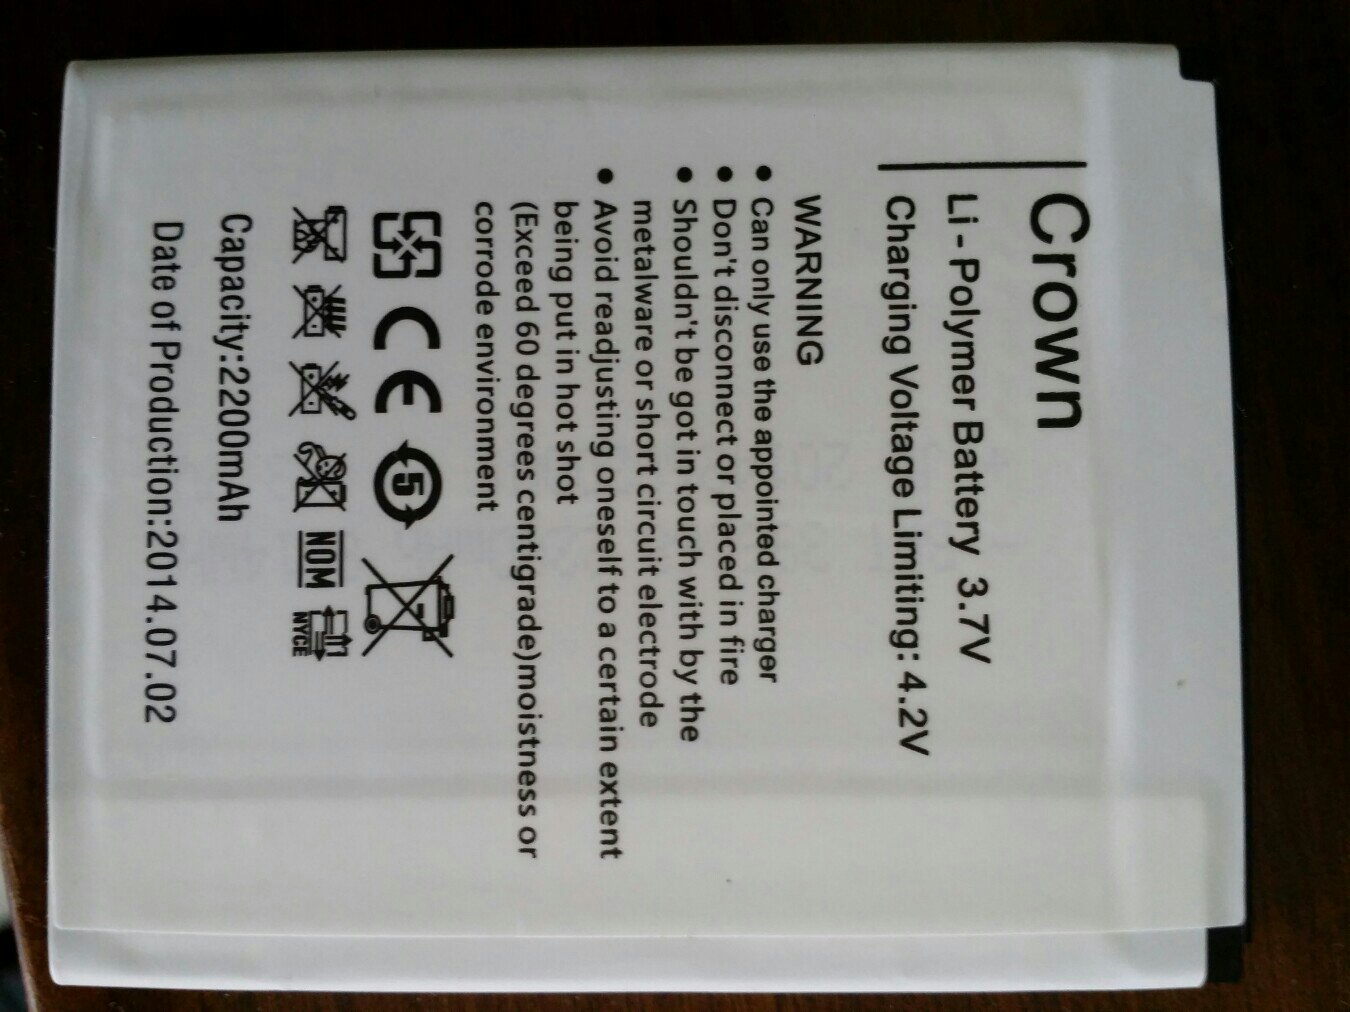 Crown
Li - Polymer Battery 3.7V
Charging Voltage Limiting: 4.2V
WARNING
● Can only use the appointed charger
● Don't disconnect or placed in fire
● Shouldn't be got in touch with by the
metalware or short circuit electrode
● Avoid readjusting oneself to a certain extent
being put in hot shot
(Exceed 60 degrees centigrade)moistness or
corrode environment
CE 5
NOM NYCE
Capacity:2200mAh
Date of Production:2014.07.02